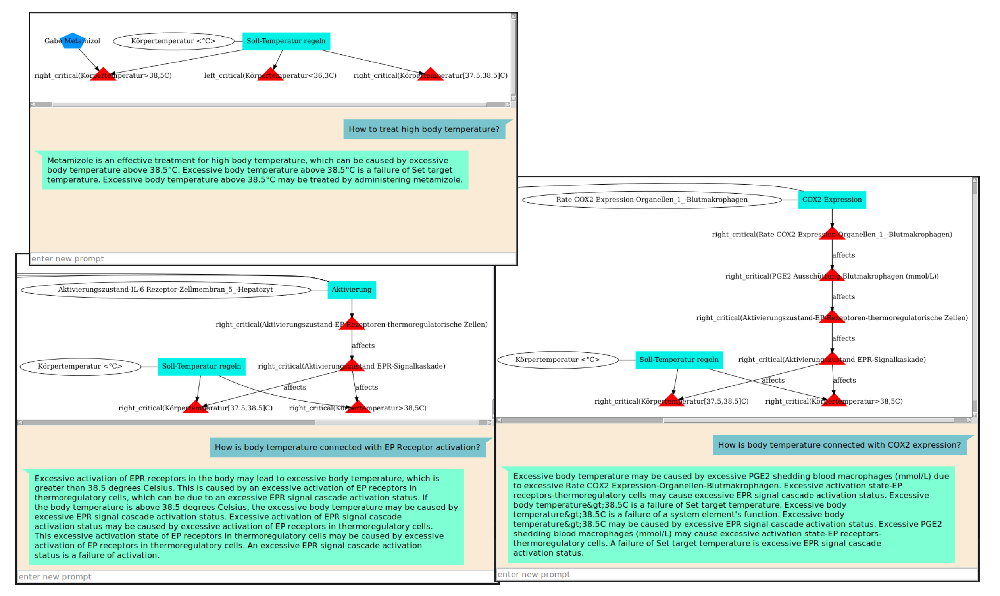 Gabe Metamizol
Körpertemperatur <°C>
Soll-Temperatur regeln
right_critical(Körpertemperatur>38,5C)
left_critical(Körpertemperatur<36,3C)
right_critical(Körpertemperatur[37.5,38.5]C)
How to treat high body temperature?
Metamizole is an effective treatment for high body temperature, which can be caused by excessive
body temperature above 38.5°C. Excessive body temperature above 38.5°C is a failure of Set target
temperature. Excessive body temperature above 38.5°C may be treated by administering metamizole.
enter new prompt
Aktivierungszustand-IL-6 Rezeptor-Zellmembran_5_-Hepatozyt
Aktivierung
right_critical(Aktivierungszustand-EP-Rezeptoren-thermoregulatorische Zellen)
affects
Körpertemperatur <°C>
Soll-Temperatur regeln
right_critical(Aktivierungszustand EPR-Signalkaskade)
affects
affects
right_critical(Körpertemperatur[37.5,38.5]C)
right_critical(Körpertemperatur>38,5C)
How is body temperature connected with EP Receptor activation?
Excessive activation of EPR receptors in the body may lead to excessive body temperature, which is
greater than 38.5 degrees Celsius. This is caused by an excessive activation of EP receptors in
thermoregulatory cells, which can be due to an excessive EPR signal cascade activation status. If
the body temperature is above 38.5 degrees Celsius, the excessive body temperature may be caused by
excessive EPR signal cascade activation status. Excessive activation of EPR signal cascade
activation status may be caused by excessive activation of EP receptors in thermoregulatory cells.
This excessive activation state of EP receptors in thermoregulatory cells may be caused by excessive
activation of EP receptors in thermoregulatory cells. An excessive EPR signal cascade activation
status is a failure of activation.
enter new prompt
Rate COX2 Expression-Organellen_1_-Blutmakrophagen
COX2 Expression
right_critical(Rate COX2 Expression-Organellen_1_-Blutmakrophagen)
affects
right_critical(PGE2 Ausschüttung-Blutmakrophagen (mmol/L))
affects
right_critical(Aktivierungszustand-EP-Rezeptoren-thermoregulatorische Zellen)
affects
Körpertemperatur <°C>
Soll-Temperatur regeln
right_critical(Aktivierungszustand EPR-Signalkaskade)
affects
affects
right_critical(Körpertemperatur[37.5,38.5]C)
right_critical(Körpertemperatur>38,5C)
How is body temperature connected with COX2 expression?
Excessive body temperature may be caused by excessive PGE2 shedding blood macrophages (mmol/L) due
to excessive Rate COX2 Expression-Organellen-Blutmakrophagen. Excessive activation state-EP
receptors-thermoregulatory cells may cause excessive EPR signal cascade activation status. Excessive
body temperature&gt;38.5C is a failure of Set target temperature. Excessive body
temperature&gt;38.5C is a failure of a system element's function. Excessive body
temperature&gt;38.5C may be caused by excessive EPR signal cascade activation status. Excessive PGE2
shedding blood macrophages (mmol/L) may cause excessive activation state-EP receptors-
thermoregulatory cells. A failure of Set target temperature is excessive EPR signal cascade
activation status.
enter new prompt